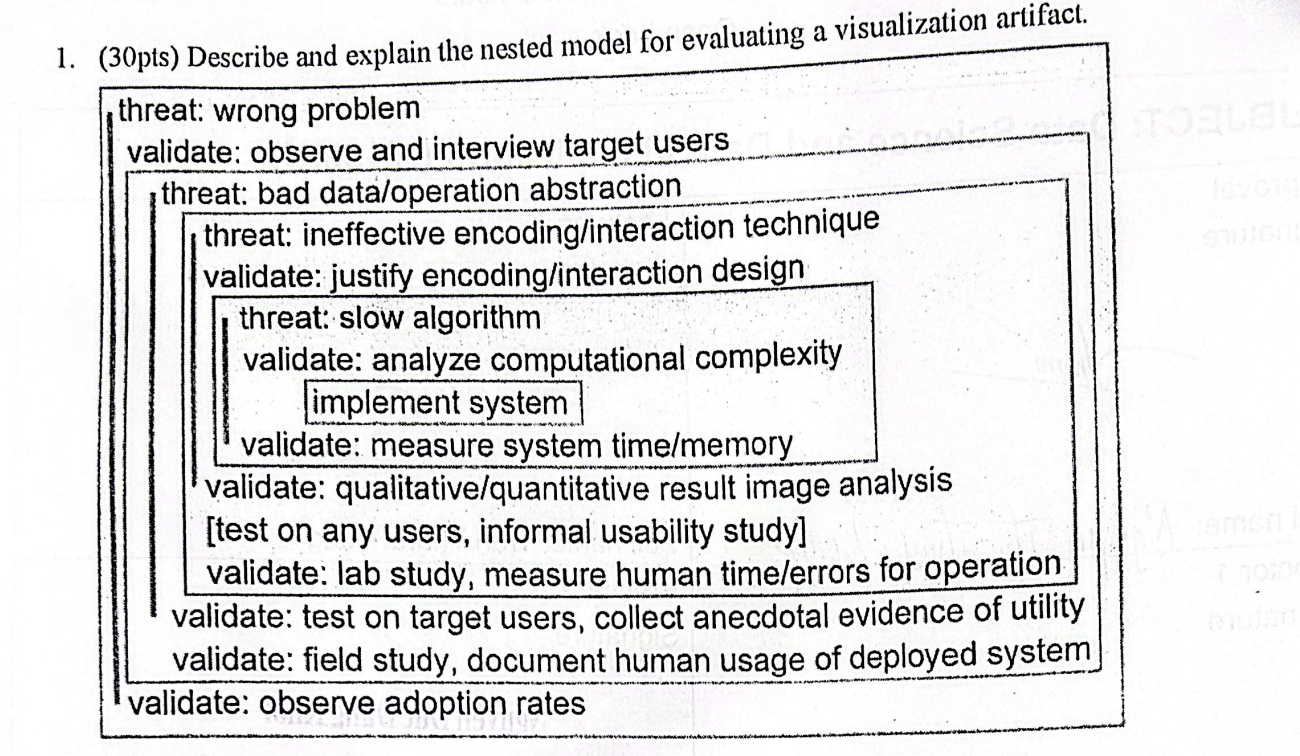 1. (30pts) Describe and explain the nested model for evaluating a visualization artifact.
threat: wrong problem
validate: observe and interview target users
threat: bad data/operation abstraction
threat: ineffective encoding/interaction technique
validate: justify encoding/interaction design
threat: slow algorithm
validate: analyze computational complexity
implement system
validate: measure system time/memory
validate: qualitative/quantitative result image analysis
[test on any users, informal usability study]
validate: lab study, measure human time/errors for operation
validate: test on target users, collect anecdotal evidence of utility
validate: field study, document human usage of deployed system
validate: observe adoption rates